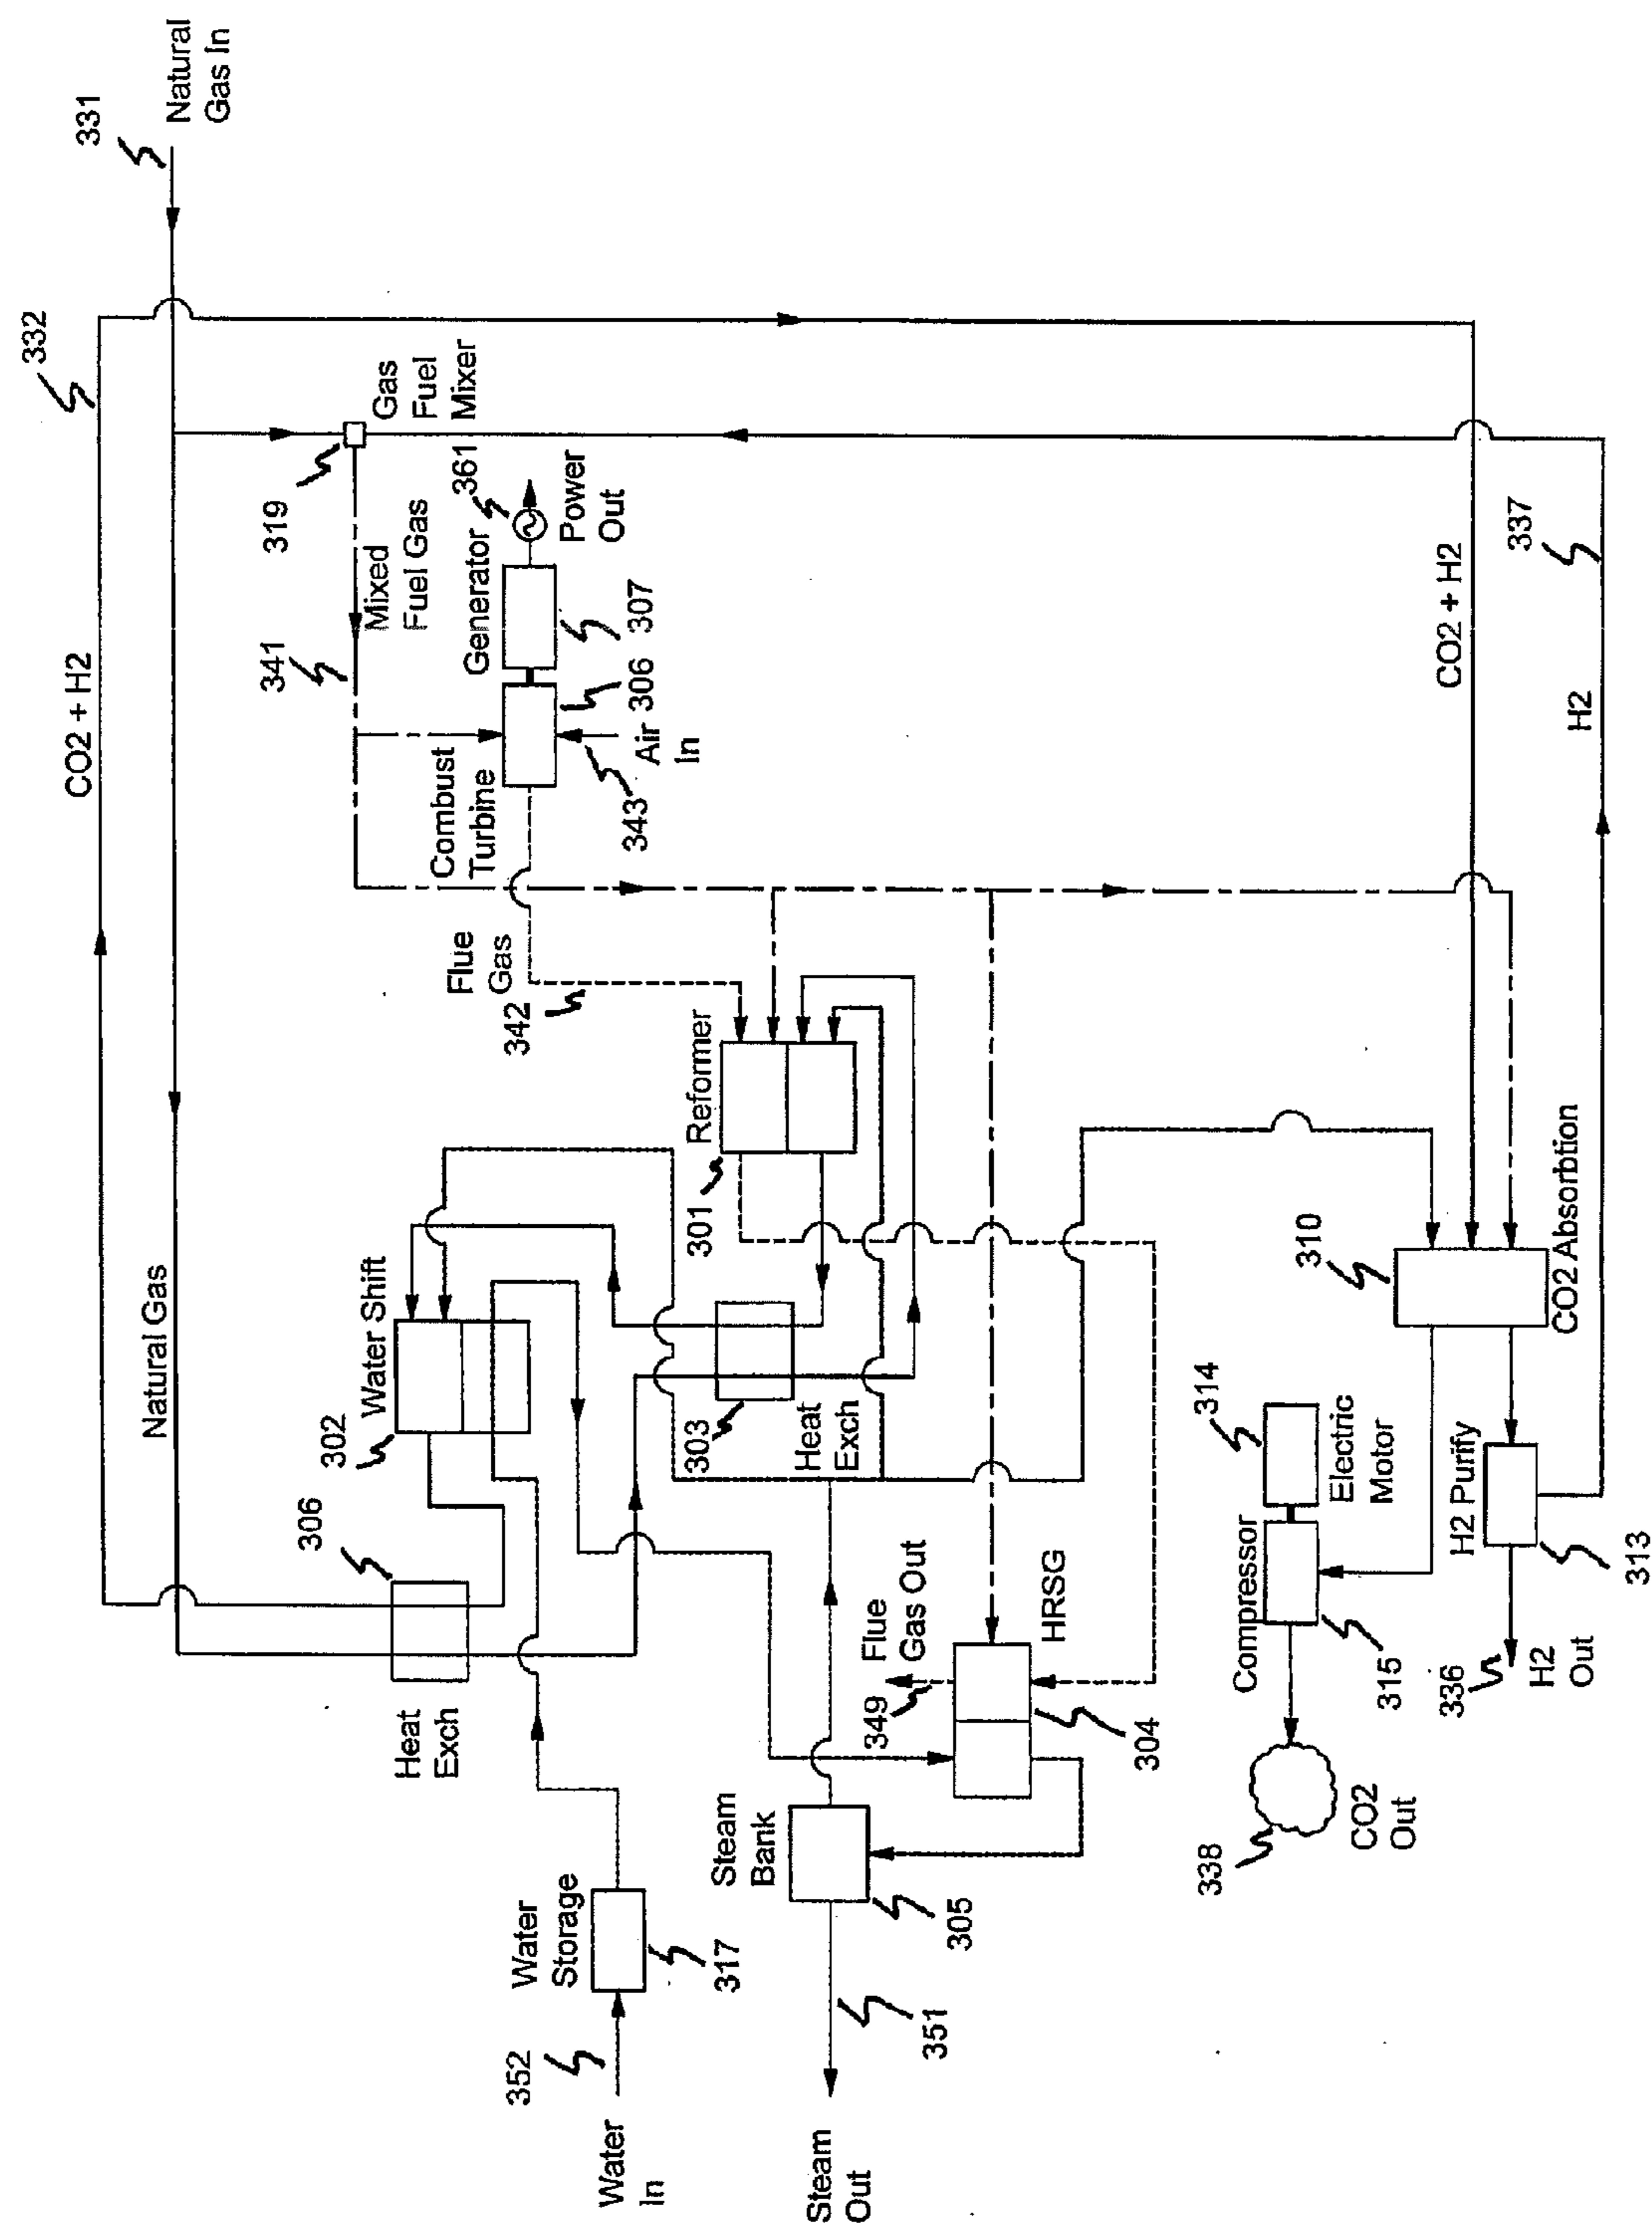 332
CO2 + H2
331
Natural Gas
Natural
Gas In
319
341
Mixed
Fuel Gas
Gas
Fuel
Mixer
306
302
Water Shift
Heat
Exch
Combust
Turbine
Generator
361
Flue
Gas
342
352
Water
In
Water
Storage
317
343
Air
In
306
307
Power
Out
301
Reformer
303
Heat
Exch
Steam
Bank
305
351
Steam
Out
349
Flue
Gas Out
HRSG
304
338
CO2
Out
Compressor
315
314
Electric
Motor
310
CO2 Absorbtion
CO2 + H2
336
H2
Out
H2 Purify
313
H2
337